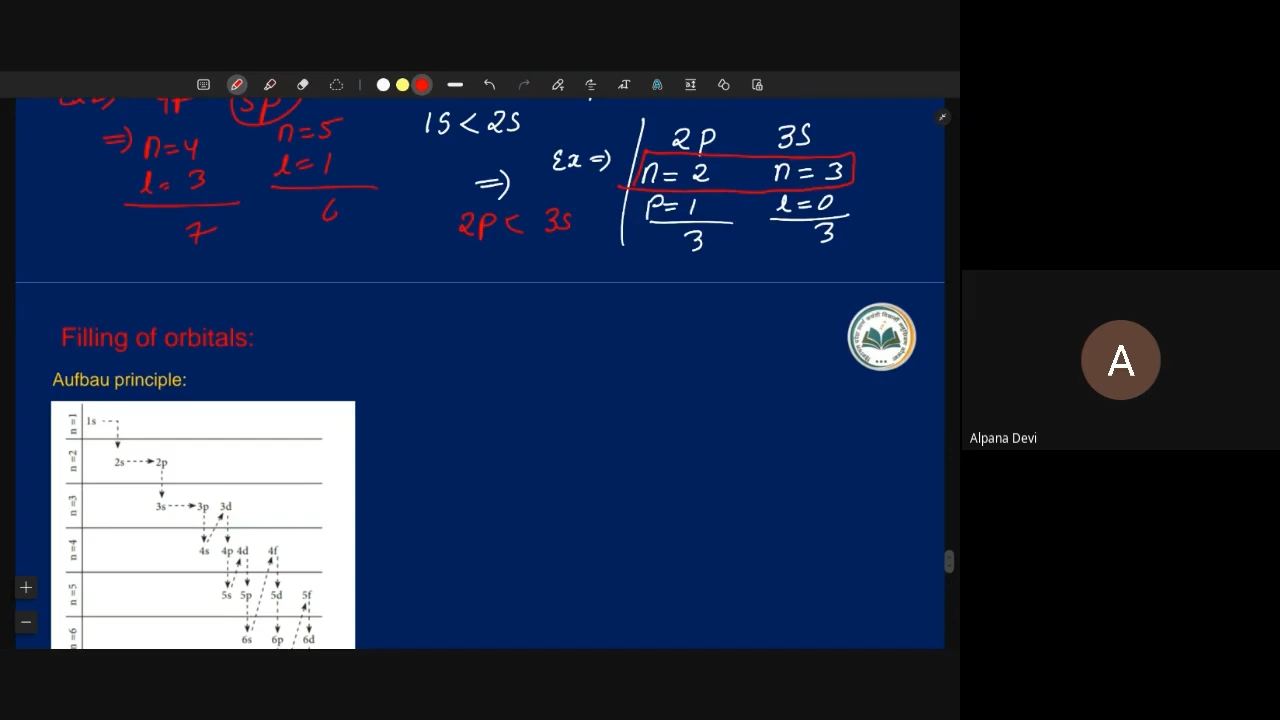 5p
1s < 2s
=> n=4
l= 3
7
n=5
l= 1
6
=>
2p < 3s
Ex =>
2p 3s
n= 2 n= 3
p= 1 l=0
3 3
Filling of orbitals:
Aufbau principle:
n =1 1s
n =2 2s 2p
n =3 3s 3p 3d
n =4 4s 4p 4d 4f
n =5 5s 5p 5d 5f
n =6 6s 6p 6d
A
Alpana Devi